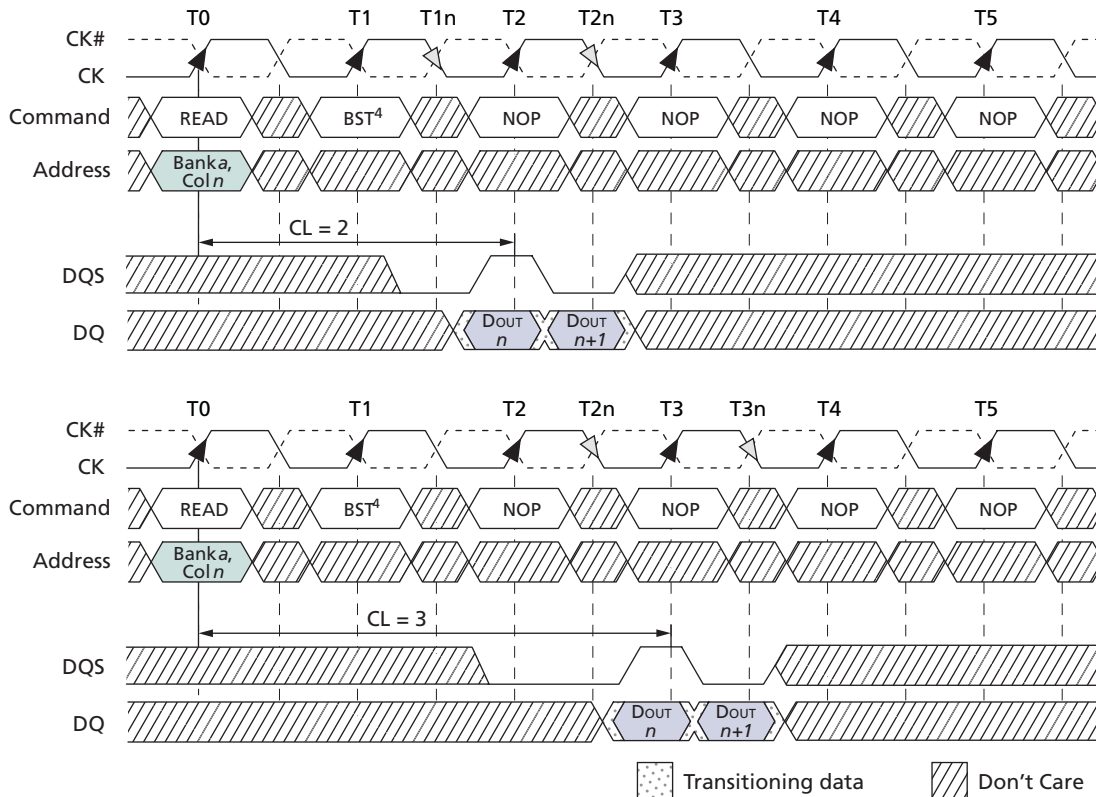 T0 T1 T1n T2 T2n T3 T4 T5
CK#
CK
Command READ BST4 NOP NOP NOP NOP
Address Bank a,
Col n
CL = 2
DQS
DQ DOUT DOUT
n n+1
T0 T1 T2 T2n T3 T3n T4 T5
CK#
CK
Command READ BST4 NOP NOP NOP NOP
Address Bank a,
Col n
CL = 3
DQS
DQ DOUT DOUT
n n+1
Transitioning data Don't Care